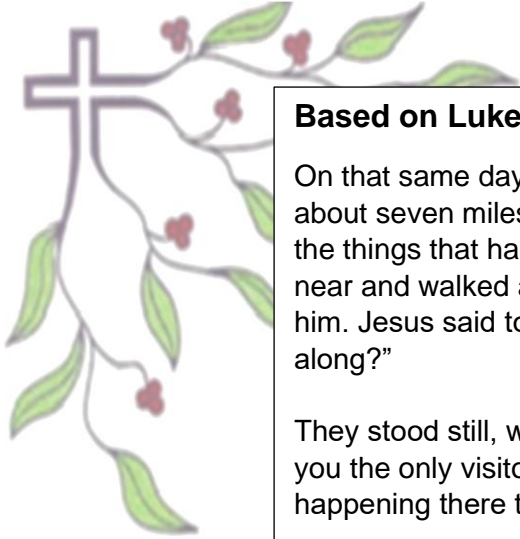 Based on Luke
On that same day
about seven miles
the things that ha
near and walked a
him. Jesus said to
along?"
They stood still, w
you the only visito
happening there t